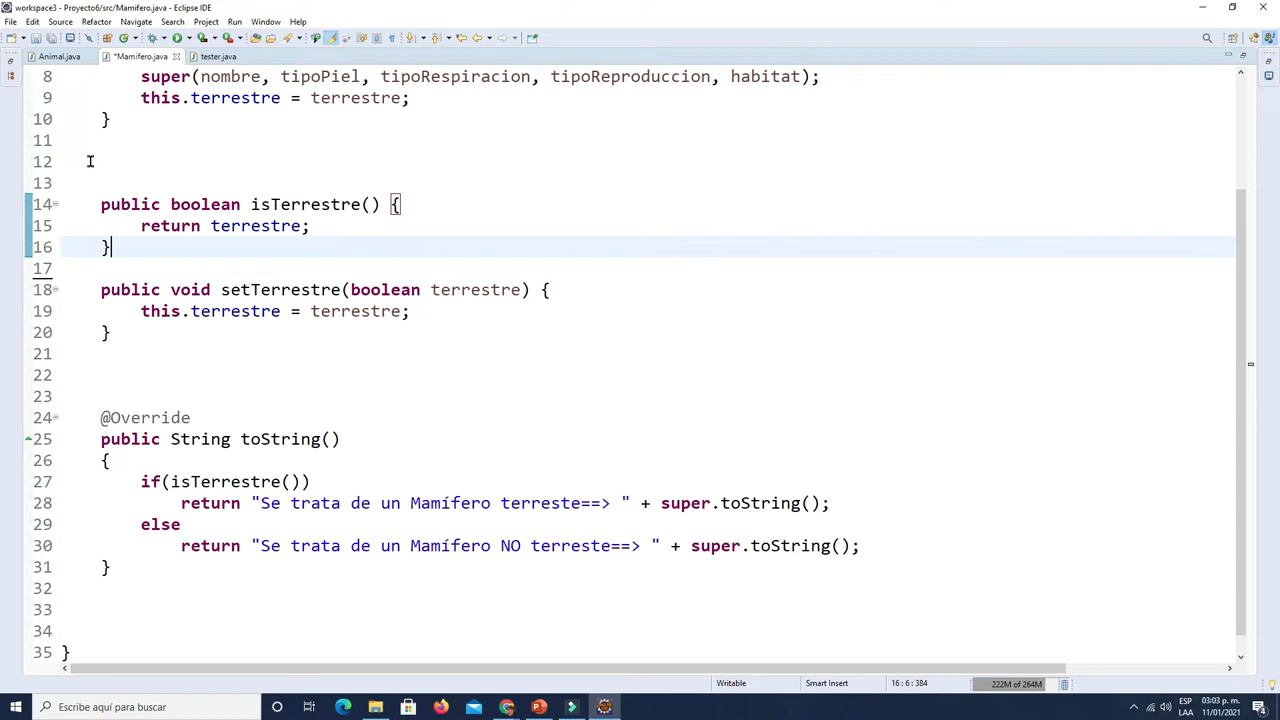 workspace3 - Proyecto6/src/Mamifero.java - Eclipse IDE
File Edit Source Refactor Navigate Search Project Run Window Help
Animal.java *Mamifero.java tester.java
8 super(nombre, tipoPiel, tipoRespiracion, tipoReproduccion, habitat);
9 this.terrestre = terrestre;
10 }
11
12
13
14 public boolean isTerrestre() {
15 return terrestre;
16 }
17
18 public void setTerrestre(boolean terrestre) {
19 this.terrestre = terrestre;
20 }
21
22
23
24 @Override
25 public String toString()
26 {
27 if(isTerrestre())
28 return "Se trata de un Mamífero terreste==> " + super.toString();
29 else
30 return "Se trata de un Mamífero NO terreste==> " + super.toString();
31 }
32
33
34
35 }
Writable Smart Insert 16 : 6 : 384 222M of 264M
Escribe aquí para buscar
ESP 03:03 p. m.
LAA 11/01/2021
4